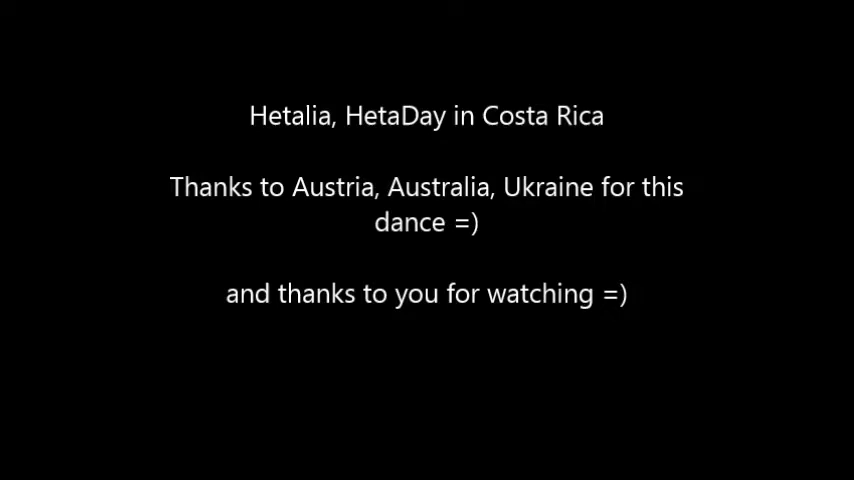 Hetalia, HetaDay in Costa Rica
Thanks to Austria, Australia, Ukraine for this
dance =)
and thanks to you for watching =)